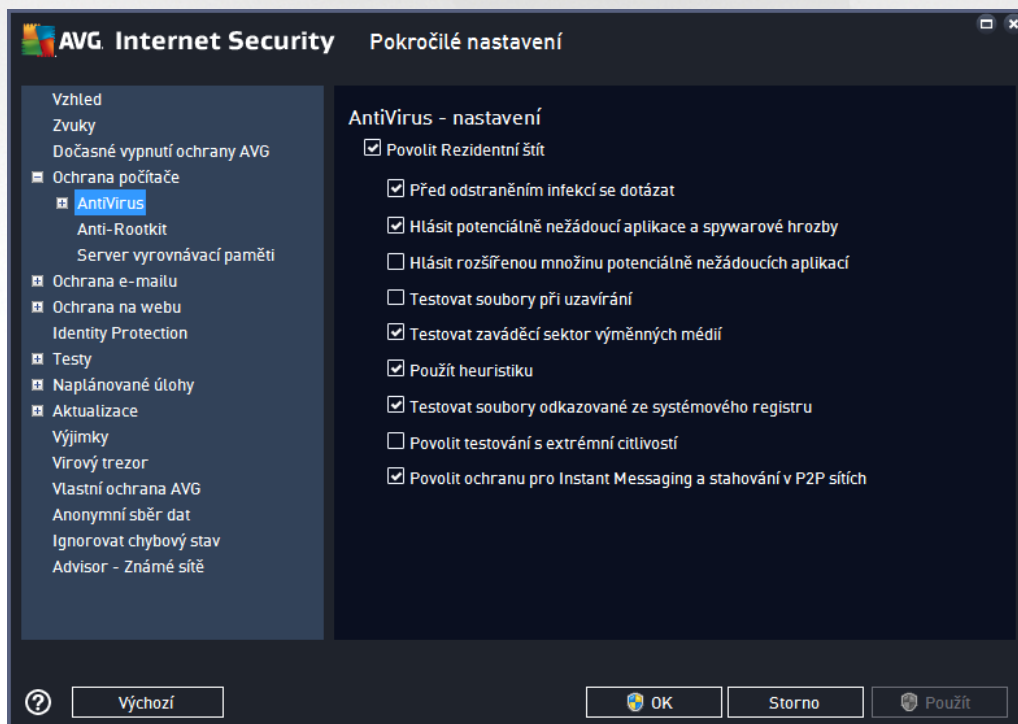 AVG. Internet Security Pokročilé nastavení
Vzhled
Zvuky
Dočasné vypnutí ochrany AVG
Ochrana počítače
AntiVirus
Anti-Rootkit
Server vyrovnávací paměti
Ochrana e-mailu
Ochrana na webu
Identity Protection
Testy
Naplánované úlohy
Aktualizace
Výjimky
Virový trezor
Vlastní ochrana AVG
Anonymní sběr dat
Ignorovat chybový stav
Advisor - Známé sítě
AntiVirus - nastavení
Povolit Rezidentní štít
Před odstraněním infekcí se dotázat
Hlásit potenciálně nežádoucí aplikace a spywarové hrozby
Hlásit rozšířenou množinu potenciálně nežádoucích aplikací
Testovat soubory při uzavírání
Testovat zaváděcí sektor výměnných médií
Použít heuristiku
Testovat soubory odkazované ze systémového registru
Povolit testování s extrémní citlivostí
Povolit ochranu pro Instant Messaging a stahování v P2P sítích
? Výchozí OK Storno Použít